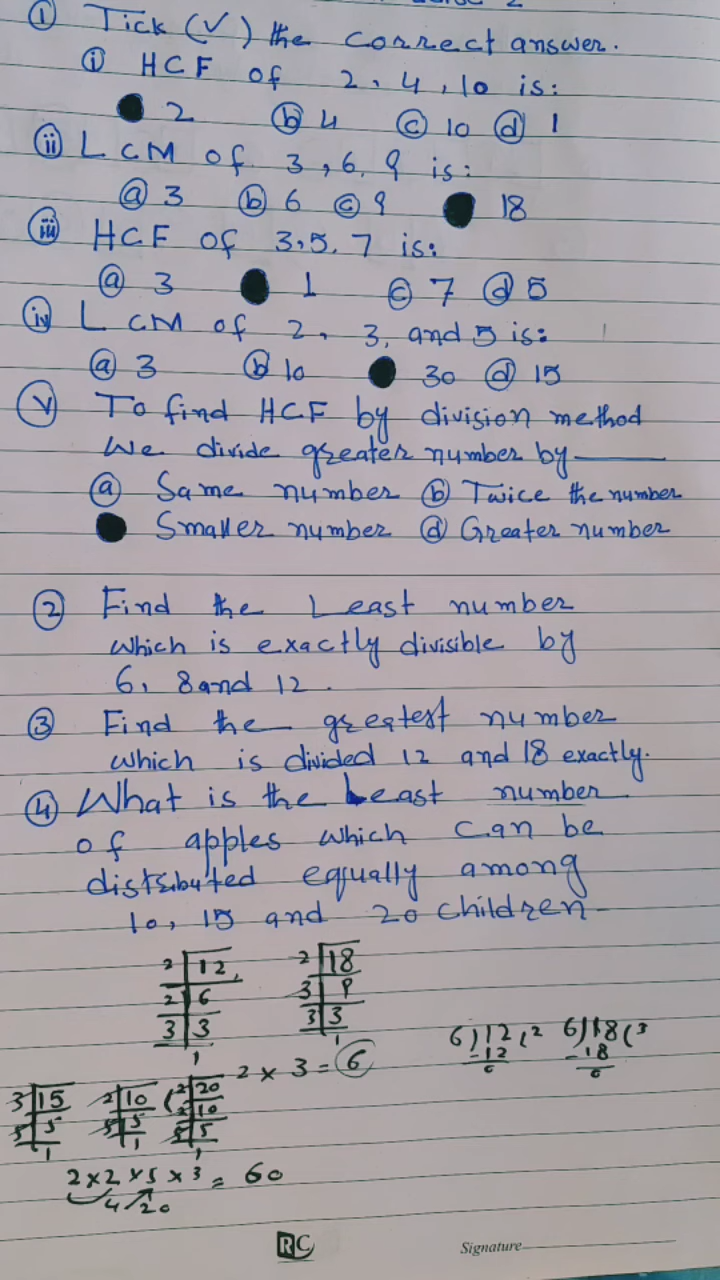 ① Tick (✓) the correct answer.
ⓘ HCF of 2, 4, 10 is:
● 2 ⓑ 4 ⓒ 10 ⓓ 1
ⅱ LCM of 3, 6, 9 is:
ⓐ 3 ⓑ 6 ⓒ 9 ● 18
ⅲ HCF of 3, 5, 7 is:
ⓐ 3 ● 1 ⓒ 7 ⓓ 5
ⅳ LCM of 2, 3, and 5 is:
ⓐ 3 ⓑ 10 ● 30 ⓓ 15
ⓥ To find HCF by division method
We divide greater number by ———
ⓐ Same number ⓑ Twice the number
● Smaller number ⓓ Greater number
② Find the Least number
which is exactly divisible by
6, 8 and 12.
③ Find the greatest number
which is divided 12 and 18 exactly.
④ What is the Least number
of apples which can be
distributed equally among
10, 15 and 20 children-
2|12, 2|18
2|6 3|9
3|3 3|3
1 1
6)12(2 6)18(3
-12 -18
0 0
2 × 3 = 6
3|15 2|10 (2|20
5|5 5|5 2|10
1 1 5|5
1
2×2×5×3 = 60
4 20
RC
Signature